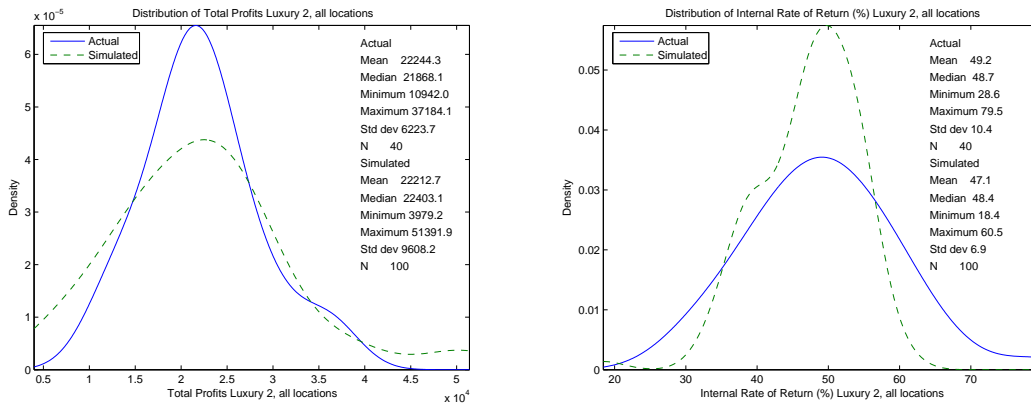 Distribution of Total Profits Luxury 2, all locations
x 10⁻⁵
Actual
Simulated
Actual
Mean 22244.3
Median 21868.1
Minimum 10942.0
Maximum 37184.1
Std dev 6223.7
N 40
Simulated
Mean 22212.7
Median 22403.1
Minimum 3979.2
Maximum 51391.9
Std dev 9608.2
N 100
6
5
4
3
2
1
0
Density
0.5 1 1.5 2 2.5 3 3.5 4 4.5 5
Total Profits Luxury 2, all locations
x 10⁴
Distribution of Internal Rate of Return (%) Luxury 2, all locations
Actual
Simulated
Actual
Mean 49.2
Median 48.7
Minimum 28.6
Maximum 79.5
Std dev 10.4
N 40
Simulated
Mean 47.1
Median 48.4
Minimum 18.4
Maximum 60.5
Std dev 6.9
N 100
0.05
0.04
0.03
0.02
0.01
0
Density
20 30 40 50 60 70
Internal Rate of Return (%) Luxury 2, all locations